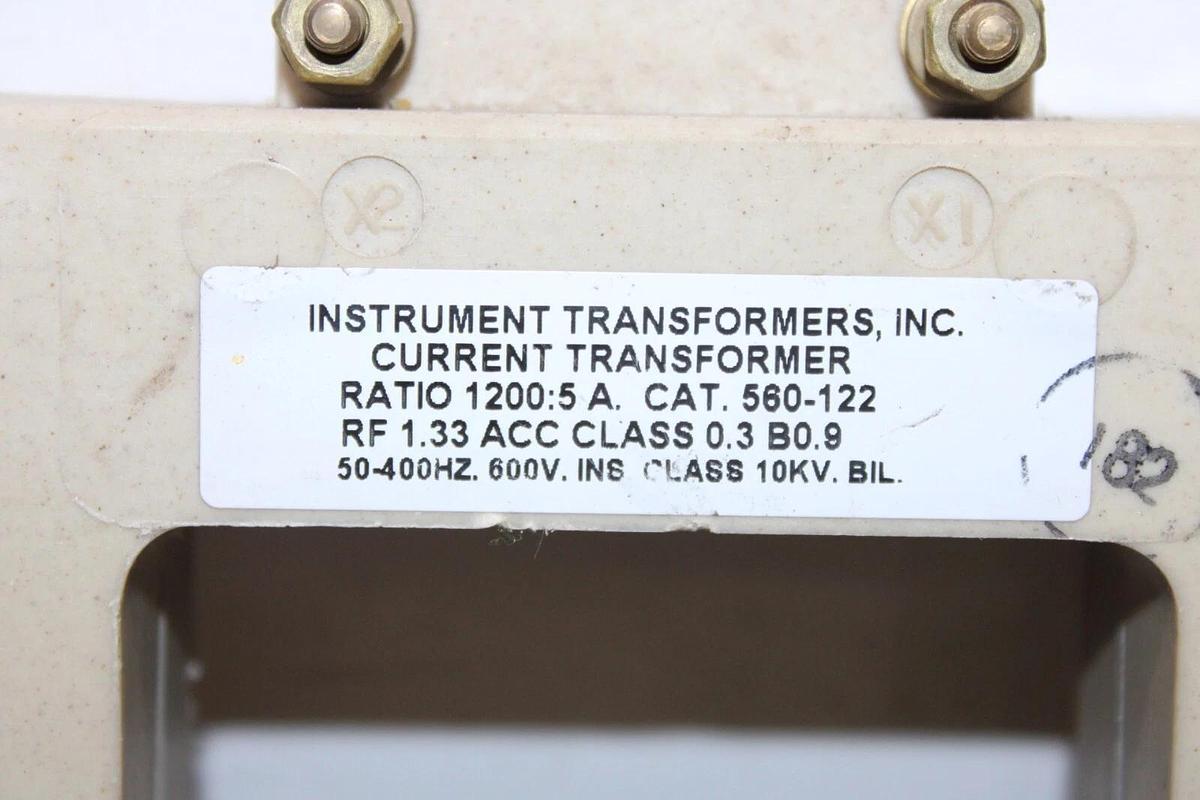 X2 X1
INSTRUMENT TRANSFORMERS, INC.
CURRENT TRANSFORMER
RATIO 1200:5 A. CAT. 560-122
RF 1.33 ACC CLASS 0.3 B0.9
50-400HZ. 600V. INS CLASS 10KV. BIL.